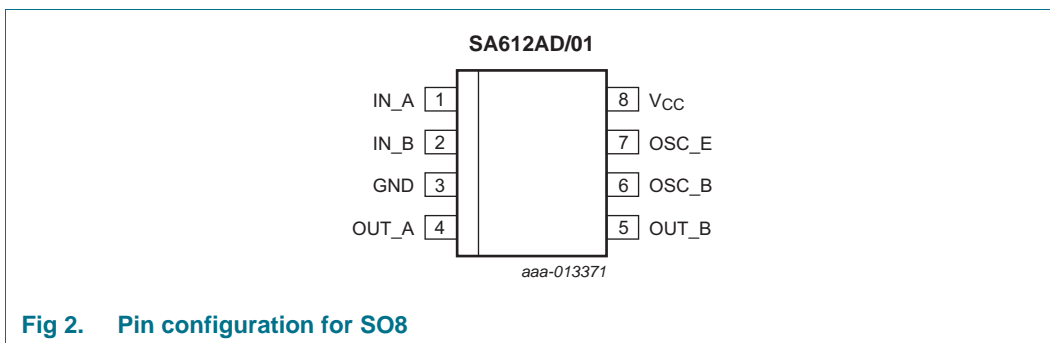 SA612AD/01
IN_A 1 8 VCC
IN_B 2 7 OSC_E
GND 3 6 OSC_B
OUT_A 4 5 OUT_B
aaa-013371
Fig 2. Pin configuration for SO8